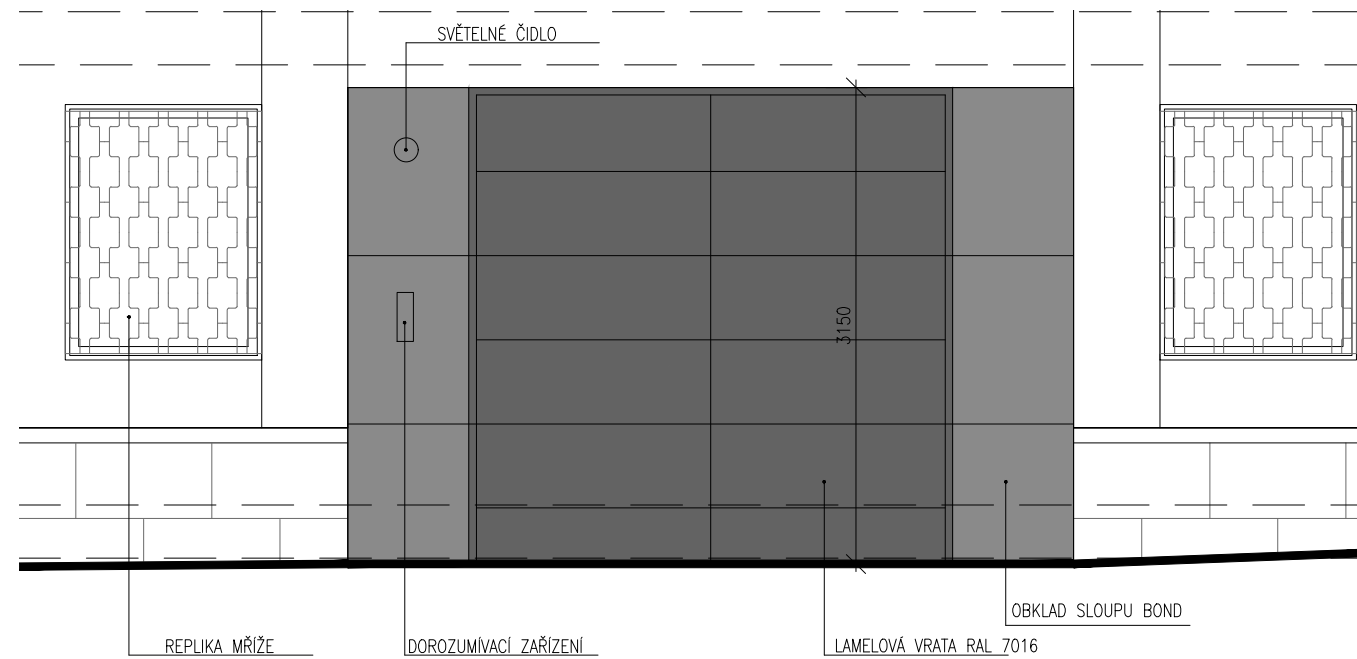 SVĚTELNÉ ČIDLO
3150
OBKLAD SLOUPU BOND
REPLIKA MŘÍŽE
DOROZUMÍVACÍ ZAŘÍZENÍ
LAMELOVÁ VRATA RAL 7016